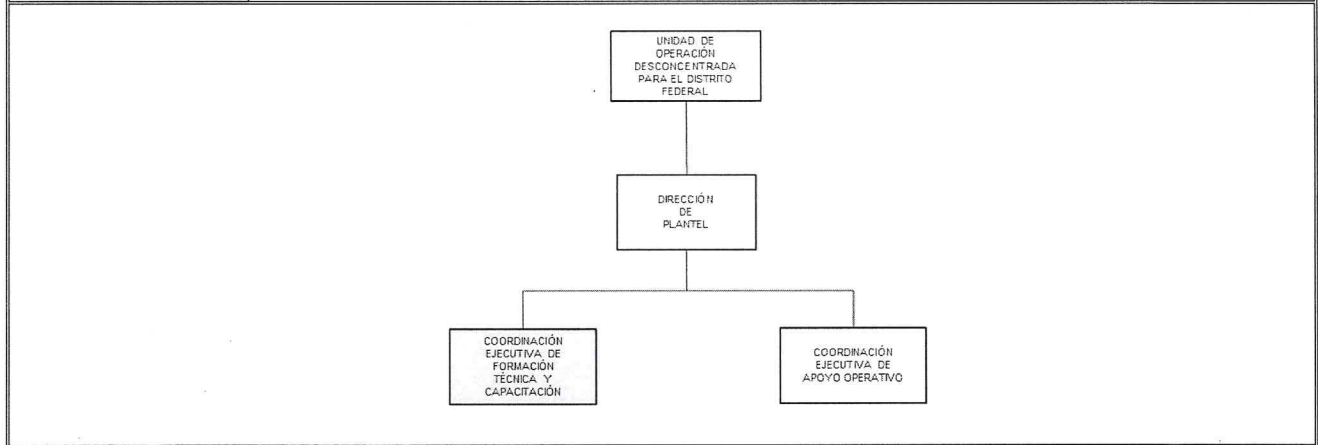 UNIDAD DE
OPERACIÓN
DESCONCENTRADA
PARA EL DISTRITO
FEDERAL
DIRECCIÓN
DE
PLANTEL
COORDINACIÓN
EJECUTIVA DE
FORMACIÓN
TÉCNICA Y
CAPACITACIÓN
COORDINACIÓN
EJECUTIVA DE
APOYO OPERATIVO